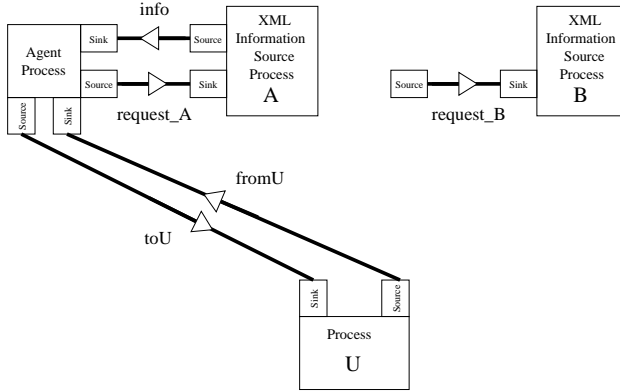 info
Agent
Process
Sink
Source
XML
Information
Source
Process
A
Source
Sink
request_A
Source
Sink
XML
Information
Source
Process
B
Source
Sink
request_B
fromU
toU
Sink
Source
Process
U